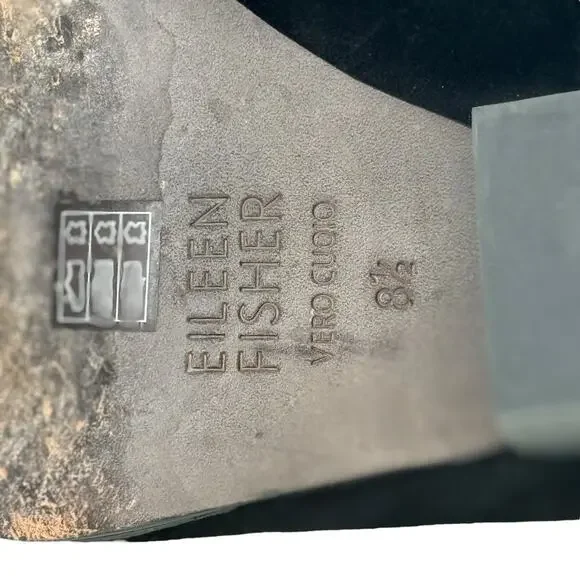 EILEEN
FISHER
VERO CUOIO
8½